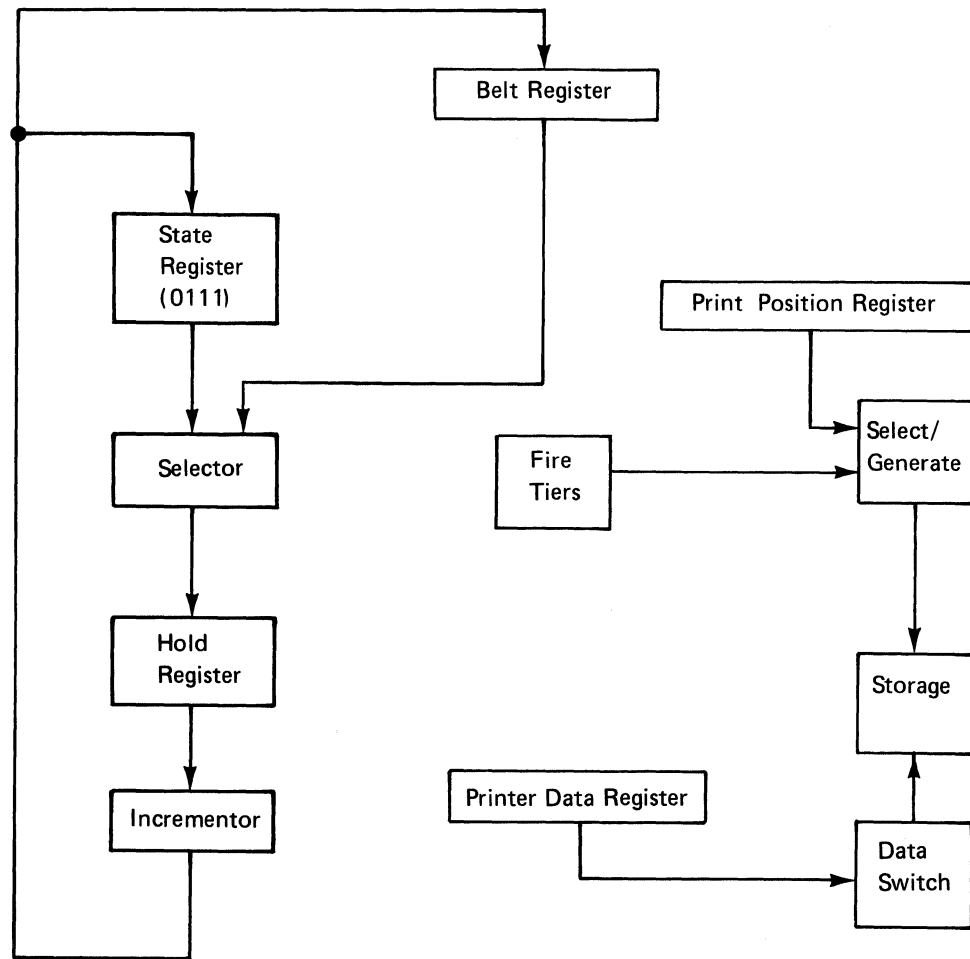 Belt Register
State
Register
(0111)
Print Position Register
Selector
Fire
Tiers
Select/
Generate
Hold
Register
Storage
Printer Data Register
Incrementor
Data
Switch